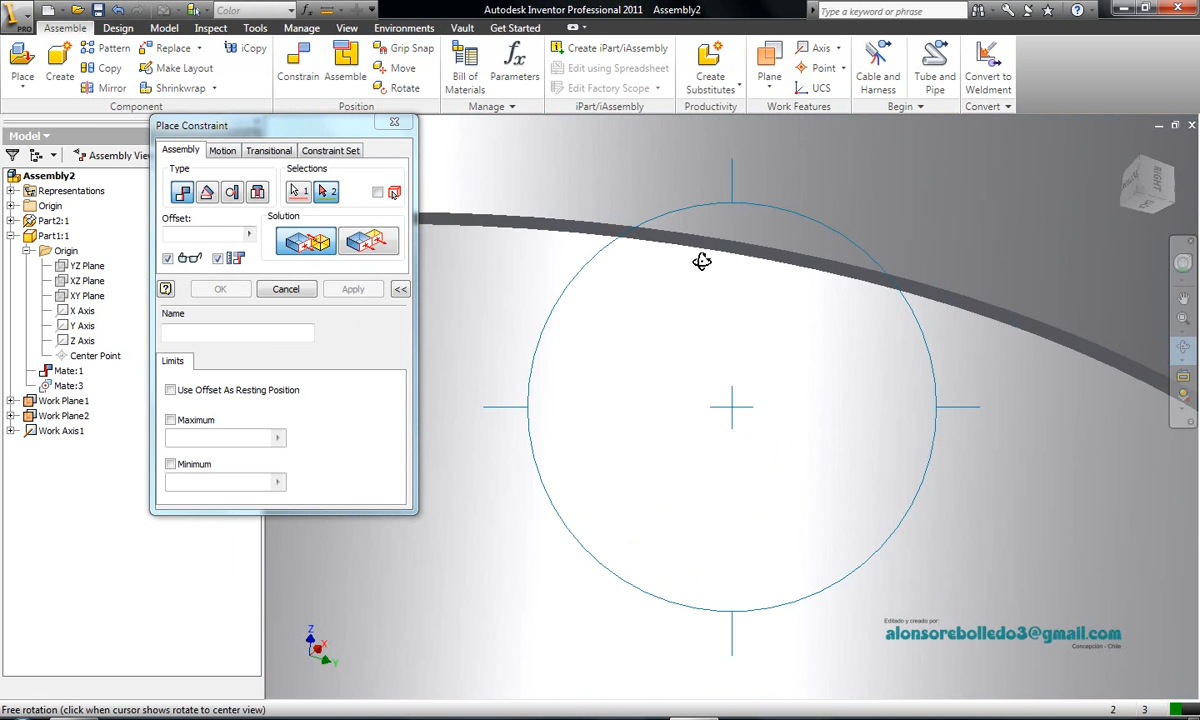 Autodesk Inventor Professional 2011 Assembly2
Type a keyword or phrase
Color
PRO
Assemble Design Model Inspect Tools Manage View Environments Vault Get Started
Place
Create
Pattern
Copy
Mirror
Replace
Make Layout
Shrinkwrap
iCopy
Component
Constrain
Assemble
Grip Snap
Move
Rotate
Position
Bill of
Materials
Parameters
Manage
Create iPart/iAssembly
Edit using Spreadsheet
Edit Factory Scope
iPart/iAssembly
Create
Substitutes
Productivity
Plane
Axis
Point
UCS
Work Features
Cable and
Harness
Tube and
Pipe
Begin
Convert to
Weldment
Convert
Model
Assembly Vie
Assembly2
Representations
Origin
Part2:1
Part1:1
Origin
YZ Plane
XZ Plane
XY Plane
X Axis
Y Axis
Z Axis
Center Point
Mate:1
Mate:3
Work Plane1
Work Plane2
Work Axis1
Place Constraint
Assembly Motion Transitional Constraint Set
Type
Selections
1 2
Offset:
Solution
OK Cancel Apply <<
Name
Limits
Use Offset As Resting Position
Maximum
Minimum
RIGHT
Z
X
Y
Editado y creado por:
alonsorebolledo3@gmail.com
Concepción - Chile
Free rotation (click when cursor shows rotate to center view)
2 3